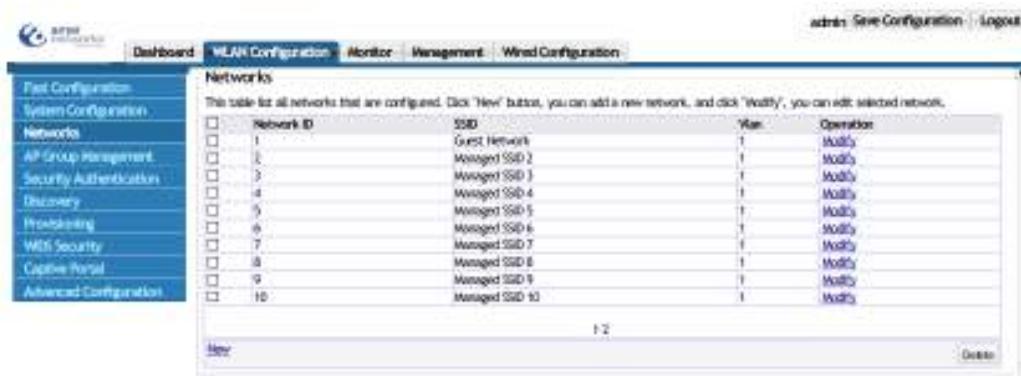 admin Save Configuration Logout
networks
Dashboard WLAN Configuration Monitor Management Wired Configuration
Fast Configuration
System Configuration
Networks
AP Group Management
Security Authentication
Discovery
Provisioning
WIDS Security
Captive Portal
Advanced Configuration
Networks
This table list all networks that are configured. Click "New" button, you can add a new network, and click "Modify", you can edit selected network.
Network ID SSID Vlan Operation
1 Guest Network 1 Modify
2 Managed SSID 2 1 Modify
3 Managed SSID 3 1 Modify
4 Managed SSID 4 1 Modify
5 Managed SSID 5 1 Modify
6 Managed SSID 6 1 Modify
7 Managed SSID 7 1 Modify
8 Managed SSID 8 1 Modify
9 Managed SSID 9 1 Modify
10 Managed SSID 10 1 Modify
1-2
New
Delete